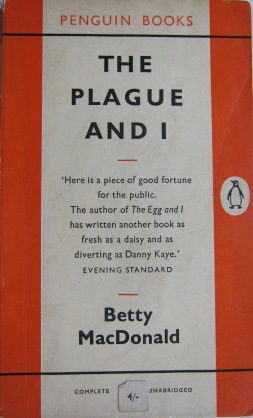 PENGUIN BOOKS
THE
PLAGUE
AND I
'Here is a piece of good fortune
for the public.
The author of The Egg and I
has written another book as
fresh as a daisy and as
diverting as Danny Kaye.'
EVENING STANDARD
Betty
MacDonald
COMPLETE 4/- UNABRIDGED